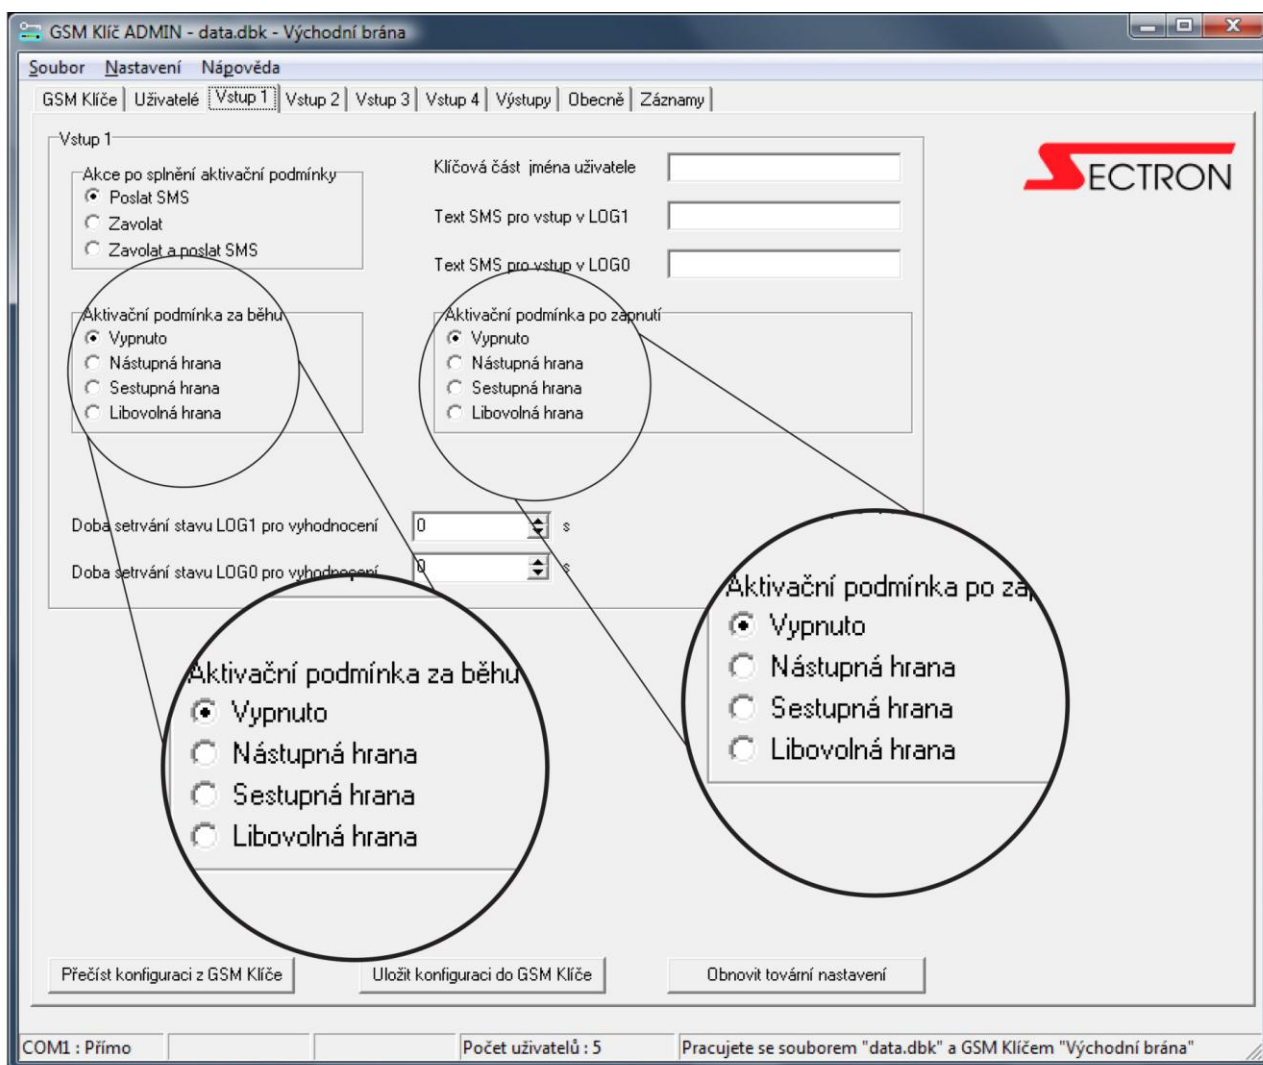 GSM Klíč ADMIN - data.dbk - Východní brána
Soubor Nastavení Nápověda
GSM Klíče Uživatelé Vstup 1 Vstup 2 Vstup 3 Vstup 4 Výstupy Obecně Záznamy
Vstup 1
SECTRON
Akce po splnění aktivační podmínky
Poslat SMS
Zavolat
Zavolat a poslat SMS
Klíčová část jména uživatele
Text SMS pro vstup v LOG1
Text SMS pro vstup v LOG0
Aktivační podmínka za běhu
Vypnuto
Nástupná hrana
Sestupná hrana
Libovolná hrana
Aktivační podmínka po zapnutí
Vypnuto
Nástupná hrana
Sestupná hrana
Libovolná hrana
Doba setrvání stavu LOG1 pro vyhodnocení 0 s
Doba setrvání stavu LOG0 pro vyhodnocení 0 s
Aktivační podmínka za běhu
Vypnuto
Nástupná hrana
Sestupná hrana
Libovolná hrana
Aktivační podmínka po zap
Vypnuto
Nástupná hrana
Sestupná hrana
Libovolná hrana
Přečíst konfiguraci z GSM Klíče Uložit konfiguraci do GSM Klíče Obnovit tovární nastavení
COM1 : Přímo Počet uživatelů : 5 Pracujete se souborem "data.dbk" a GSM Klíčem "Východní brána"